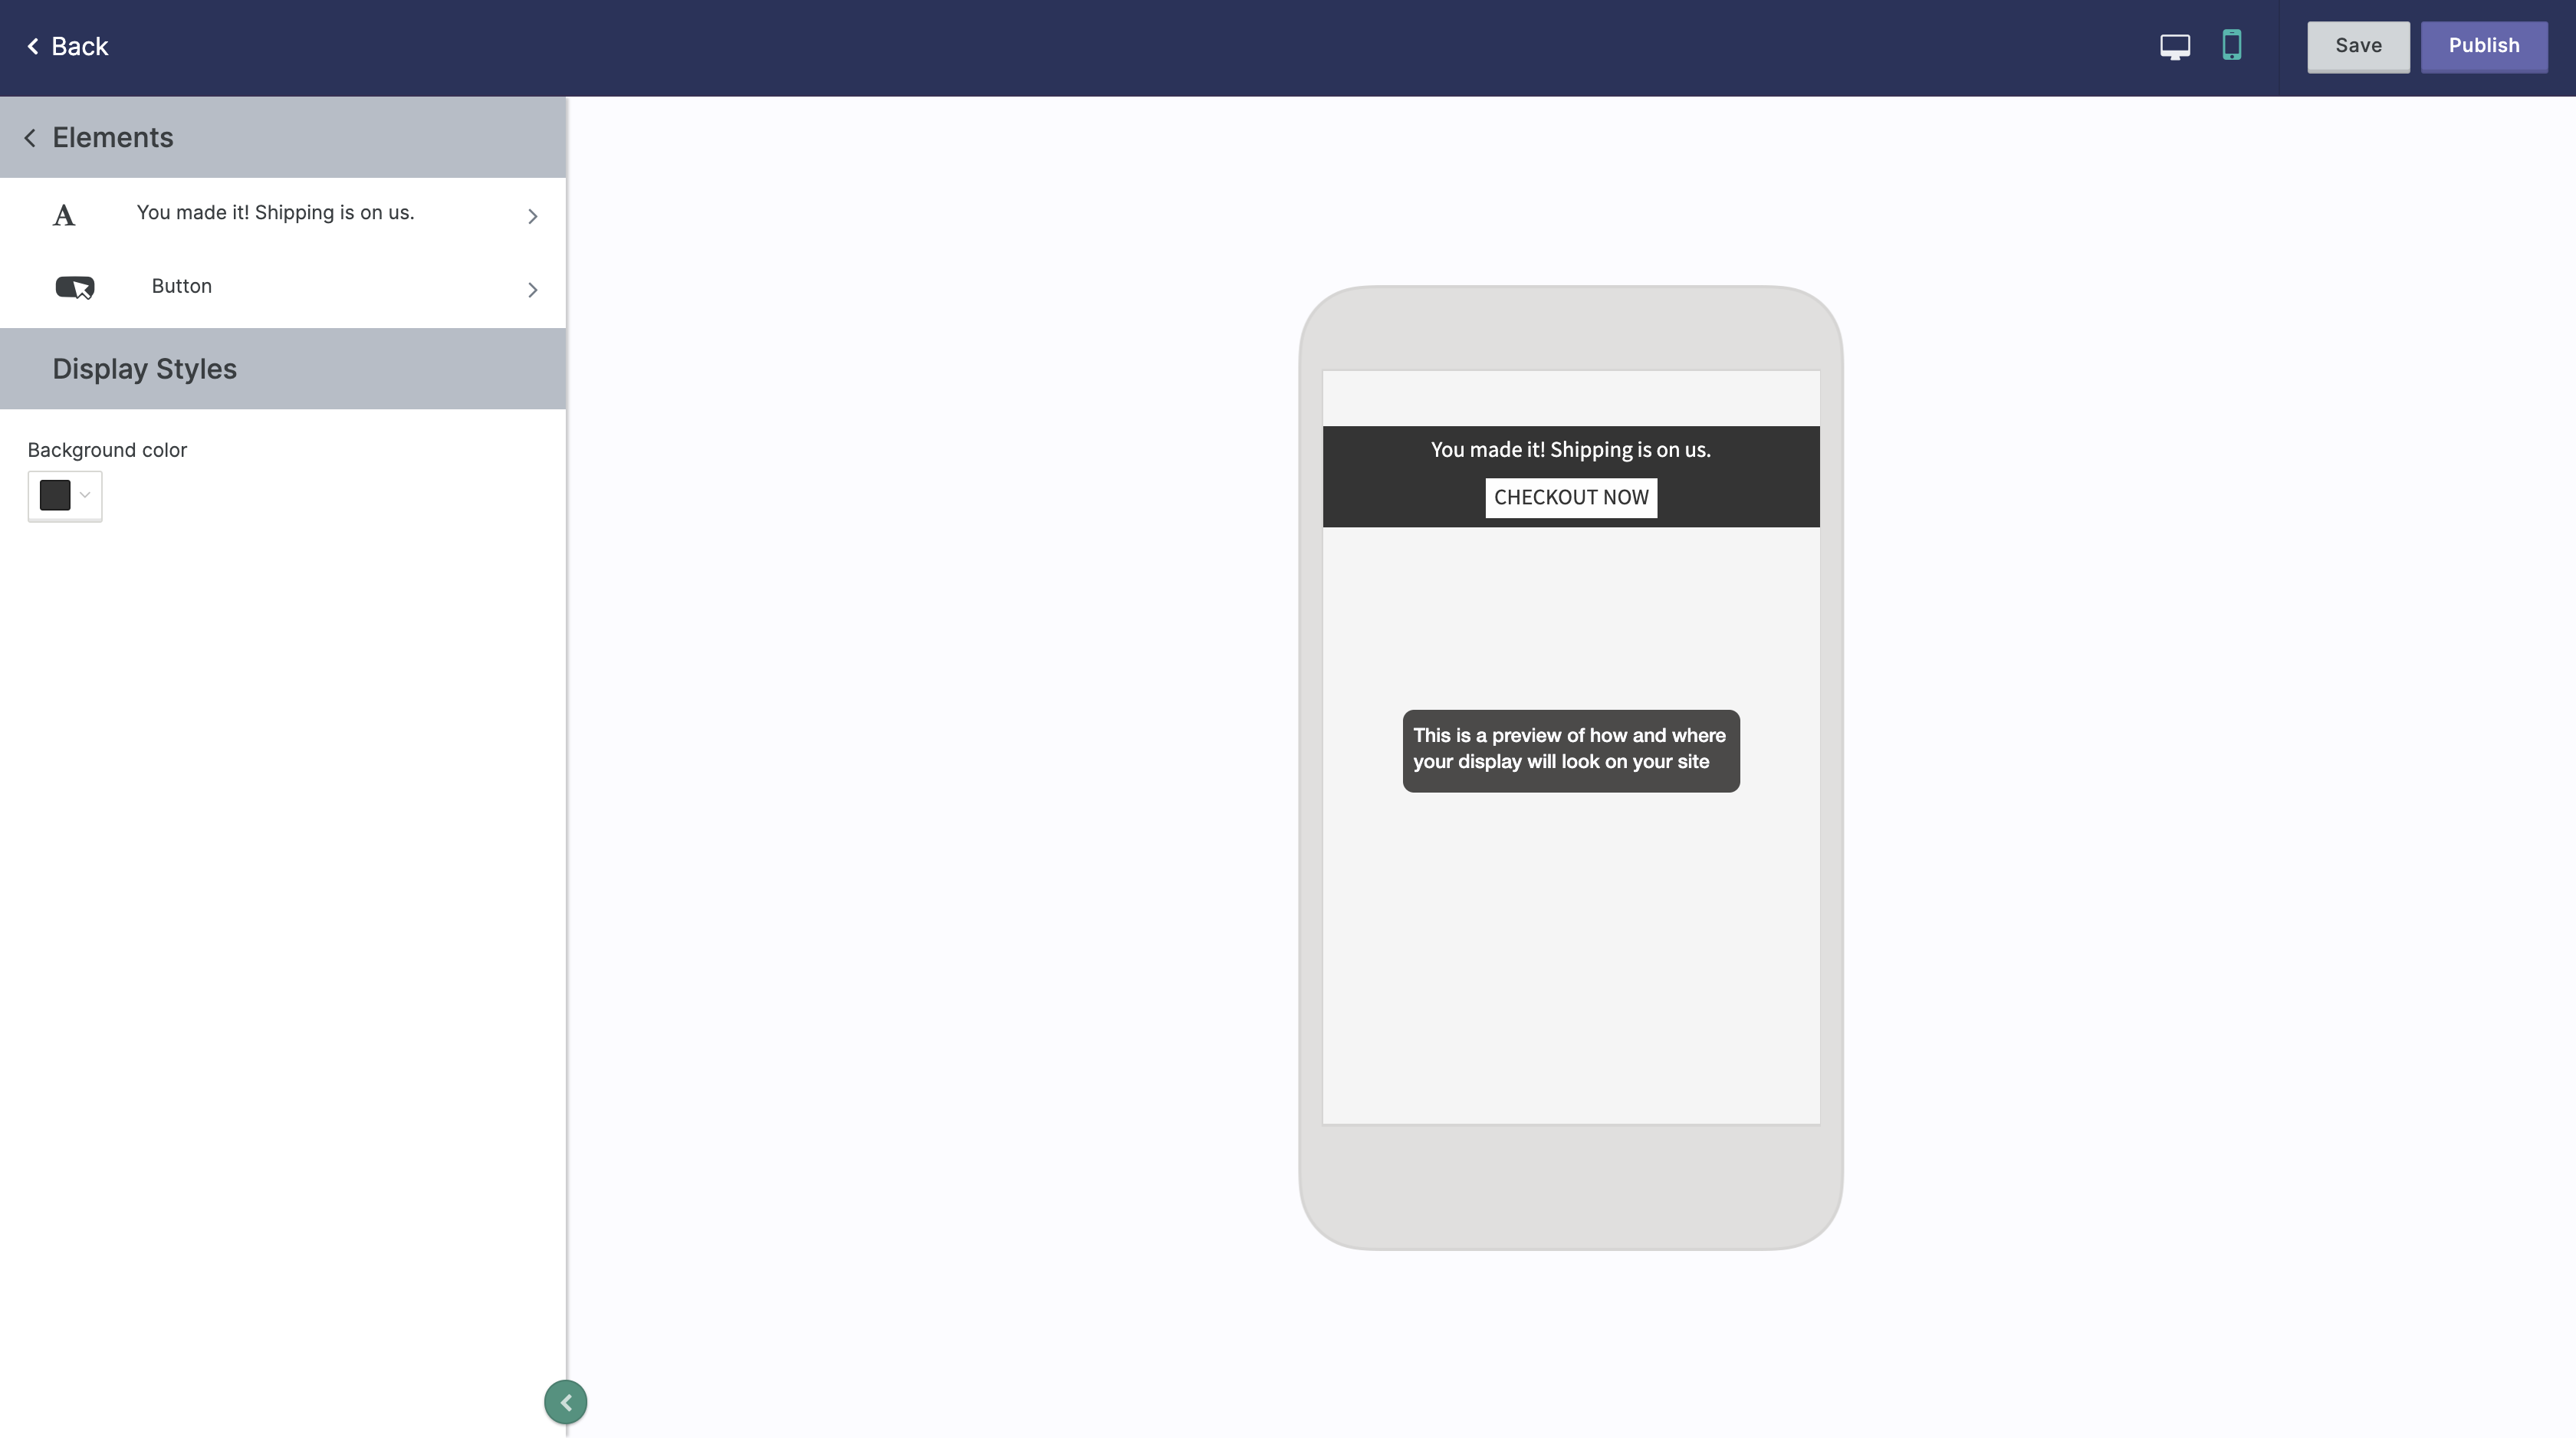 Back
Save
Publish
Elements
You made it! Shipping is on us.
Button
Display Styles
Background color
You made it! Shipping is on us.
CHECKOUT NOW
This is a preview of how and where
your display will look on your site